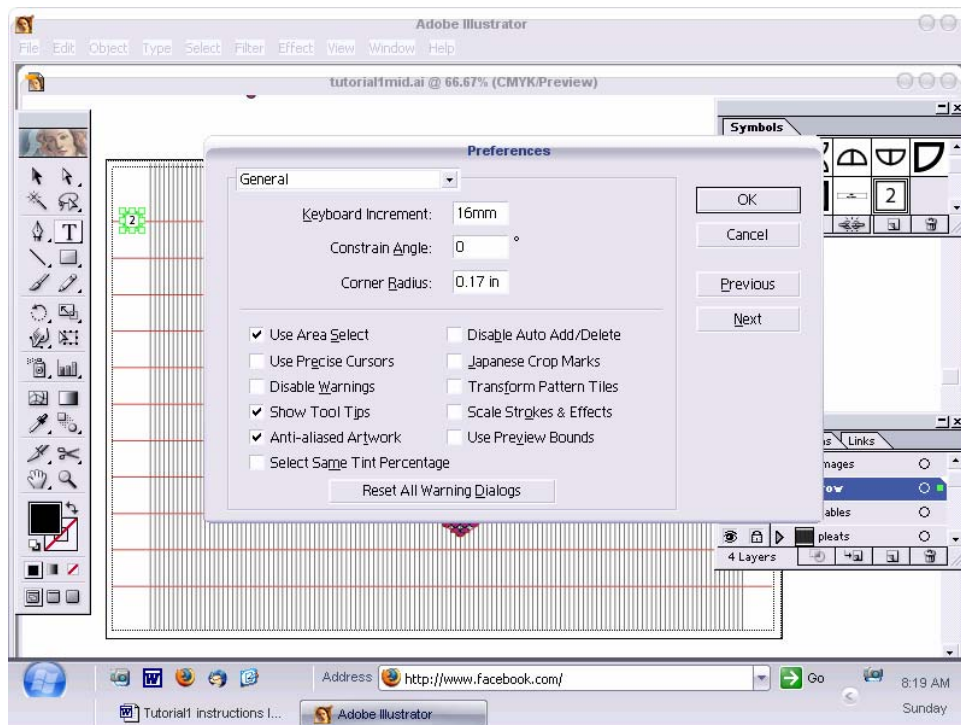 Adobe Illustrator
File Edit Object Type Select Filter Effect View Window Help
tutorial1mid.ai @ 66.67% (CMYK/Preview)
Symbols
Preferences
General
OK
2
2
Keyboard Increment: 16mm
Cancel
Constrain Angle: 0 °
Corner Radius: 0.17 in
Previous
Next
Use Area Select
Disable Auto Add/Delete
Use Precise Cursors
Japanese Crop Marks
Disable Warnings
Transform Pattern Tiles
Show Tool Tips
Scale Strokes & Effects
Anti-aliased Artwork
Use Preview Bounds
Links
Select Same Tint Percentage
Reset All Warning Dialogs
pleats
4 Layers
Address http://www.facebook.com/ Go
8:19 AM
Tutorial1 instructions I...
Adobe Illustrator
Sunday